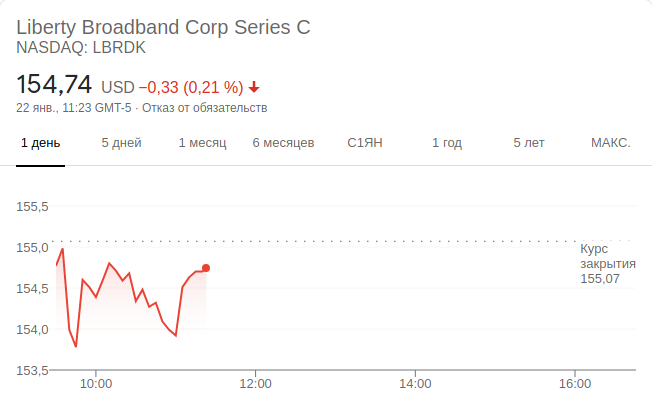 Liberty Broadband Corp Series C
NASDAQ: LBRDK
154,74 USD −0,33 (0,21 %)
22 янв., 11:23 GMT-5 · Отказ от обязательств
1 день 5 дней 1 месяц 6 месяцев С1ЯН 1 год 5 лет МАКС.
155,5
155,0
154,5
154,0
153,5
Курс
закрытия
155,07
10:00 12:00 14:00 16:00